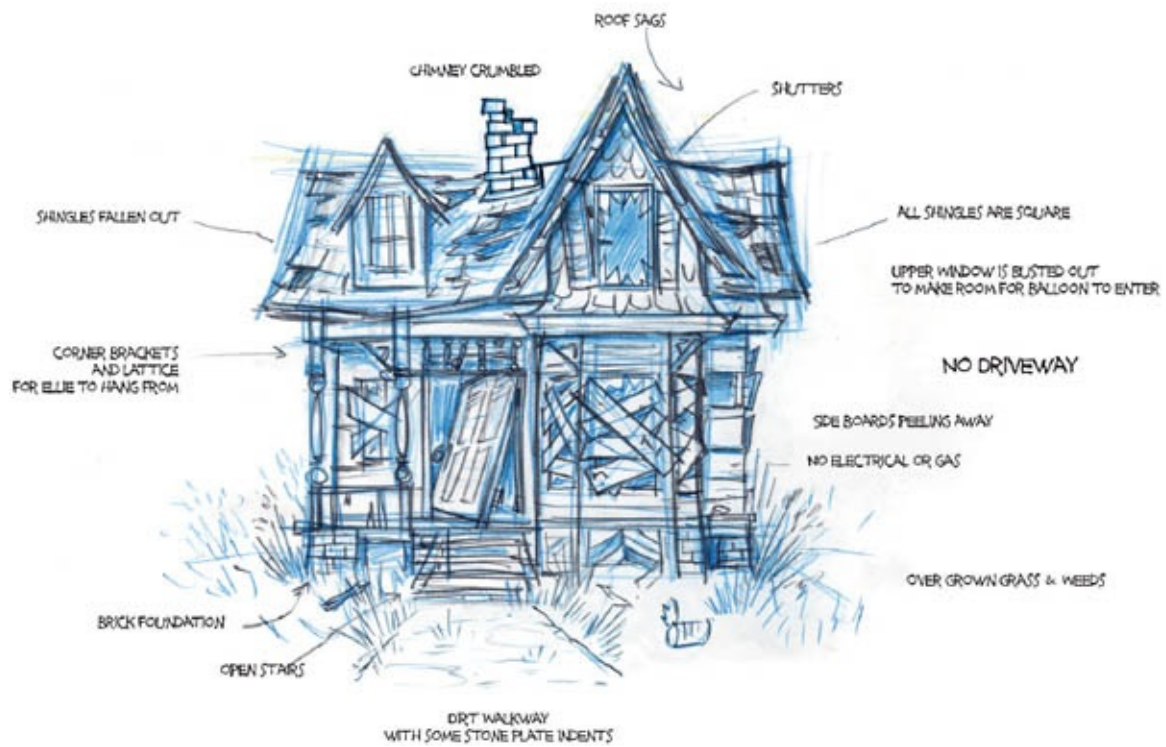 ROOF SAGS
CHIMNEY CRUMBLED
SHUTTERS
SHINGLES FALLEN OUT
ALL SHINGLES ARE SQUARE
UPPER WINDOW IS BUSTED OUT
TO MAKE ROOM FOR BALLOON TO ENTER
CORNER BRACKETS
AND LATTICE
FOR ELLIE TO HANG FROM
NO DRIVEWAY
SIDE BOARDS PEELING AWAY
NO ELECTRICAL OR GAS
OVER GROWN GRASS & WEEDS
BRICK FOUNDATION
OPEN STAIRS
DIRT WALKWAY
WITH SOME STONE PLATE INDENTS